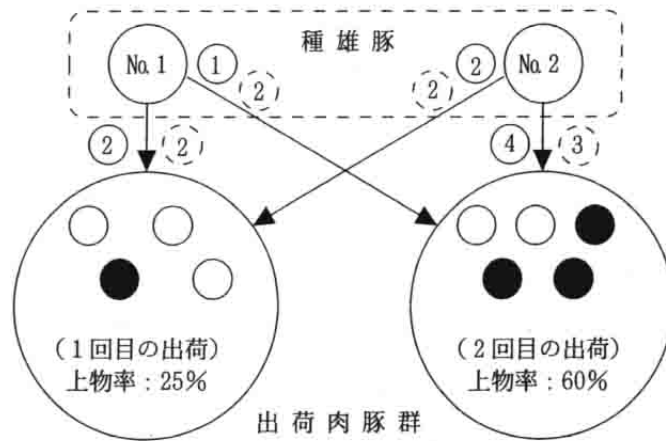 種雄豚
No.1
①
②
②
②
No.2
②
②
④
③
(1回目の出荷)
上物率:25%
(2回目の出荷)
上物率:60%
出荷肉豚群